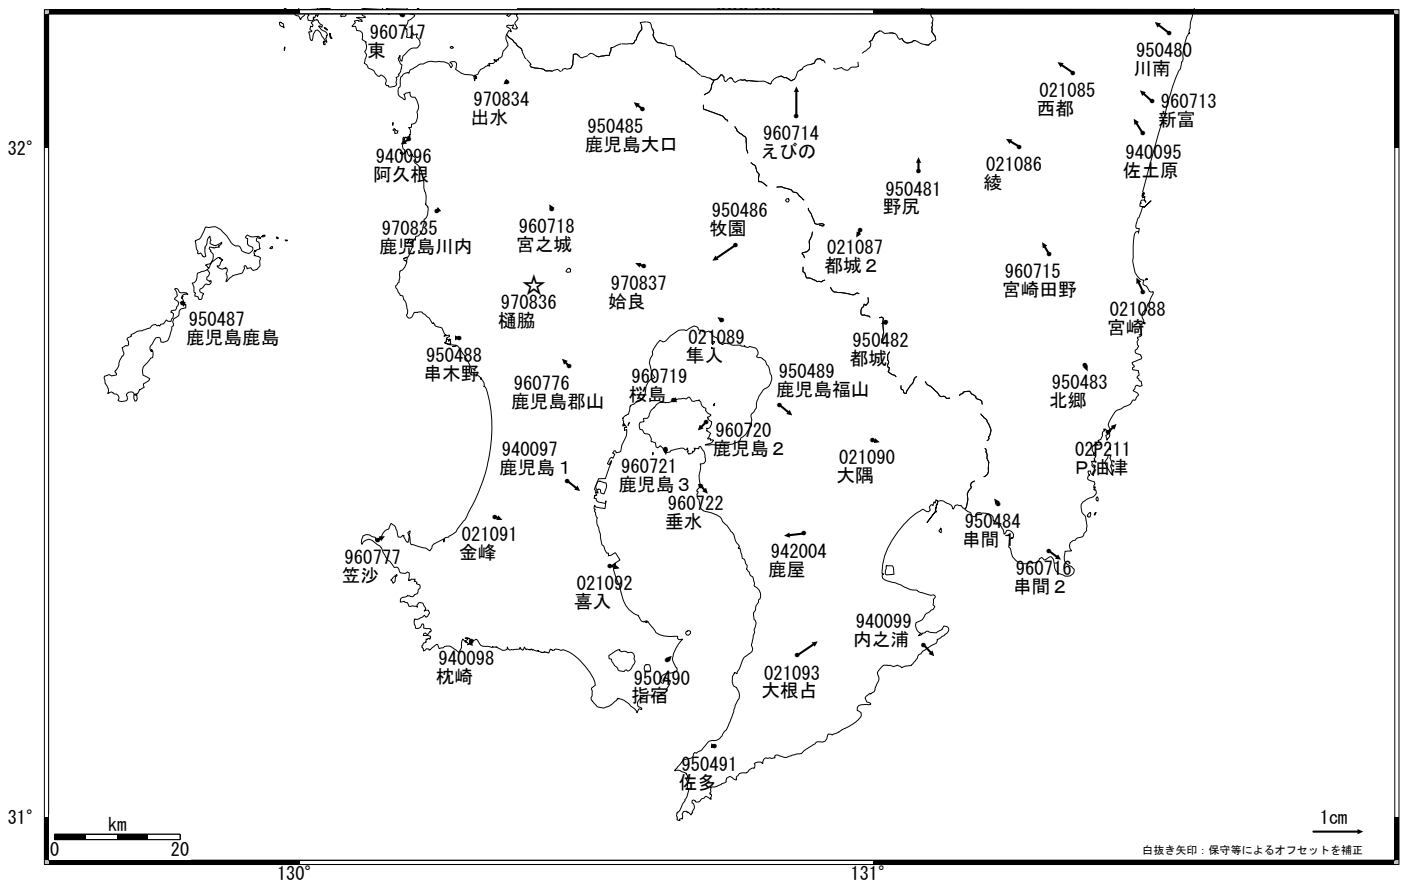 960717
東
950480
川南
021085
西都
960713
新富
970834
出水
950485
鹿児島大口
960714
えびの
32°
940096
阿久根
021086
綾
940095
佐土原
950481
野尻
950486
牧園
970835
鹿児島川内
960718
宮之城
021087
都城２
960715
宮崎田野
970837
姶良
970836
樋脇
950487
鹿児島鹿島
021088
宮崎
021089
隼人
950482
都城
950488
串木野
960719
桜島
950489
鹿児島福山
960776
鹿児島郡山
950483
北郷
960720
鹿児島２
940097
鹿児島１
021090
大隅
02P211
P油津
960721
鹿児島３
960722
垂水
950484
串間１
021091
金峰
942004
鹿屋
960777
笠沙
960716
串間２
021092
喜入
940099
内之浦
940098
枕崎
950490
指宿
021093
大根占
950491
佐多
31°
km
0 20
1cm
白抜き矢印：保守等によるオフセットを補正
130° 131°